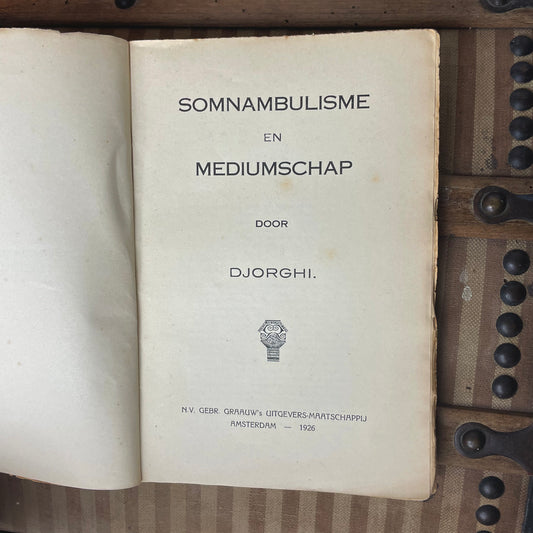 SOMNAMBULISME
EN
MEDIUMSCHAP
DOOR
DJORGHI.
N.V. GEBR. GRAAUW's UITGEVERS-MAATSCHAPPIJ
AMSTERDAM — 1926